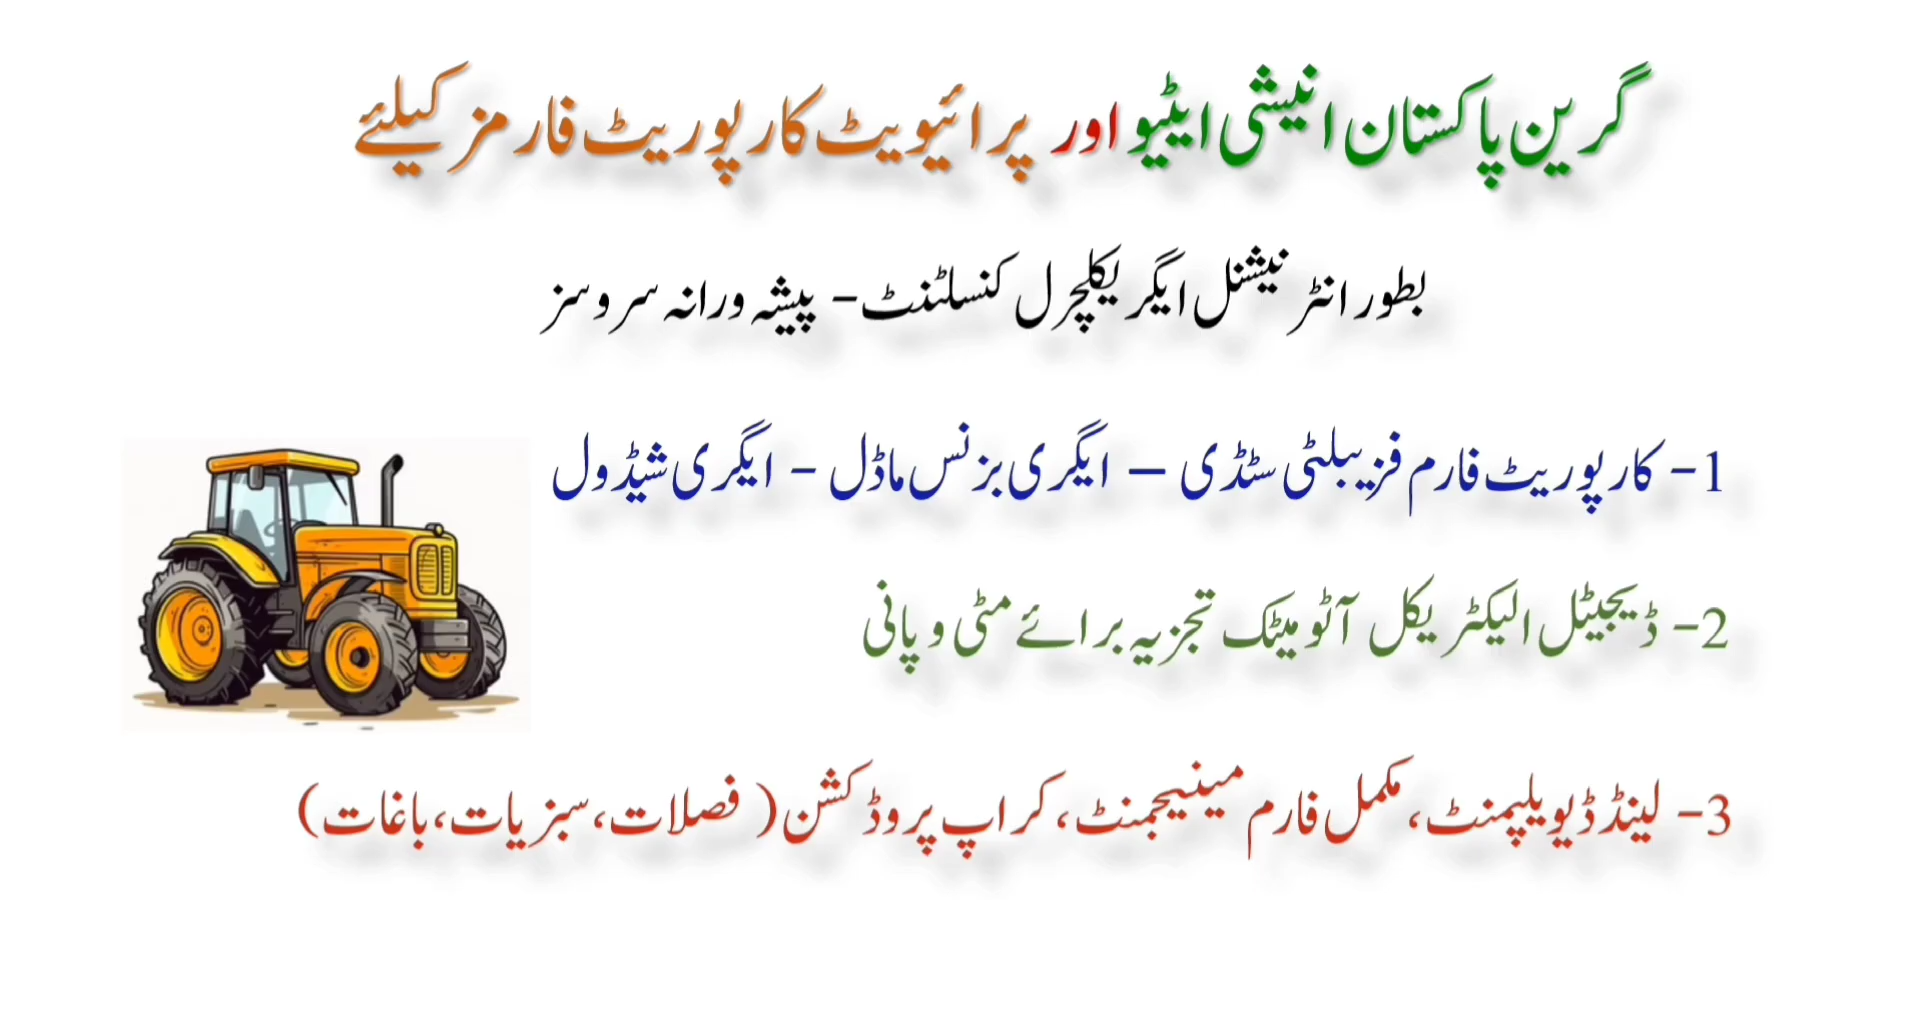 گرین پاکستان انیشی ایٹیو اور پرائیویٹ کارپوریٹ فارمز کیلئے
بطور انٹرنیشنل ایگریکلچرل کنسلٹنٹ - پیشہ ورانہ سروسز
1- کارپوریٹ فارم فزیبلٹی سٹڈی – ایگری بزنس ماڈل - ایگری شیڈول
2- ڈیجیٹل الیکٹریکل آٹومیٹک تجزیہ برائے مٹی و پانی
3- لینڈ ڈیویلپمنٹ، مکمل فارم مینیجمنٹ، کراپ پروڈکشن ( فصلات، سبزیات، باغات)